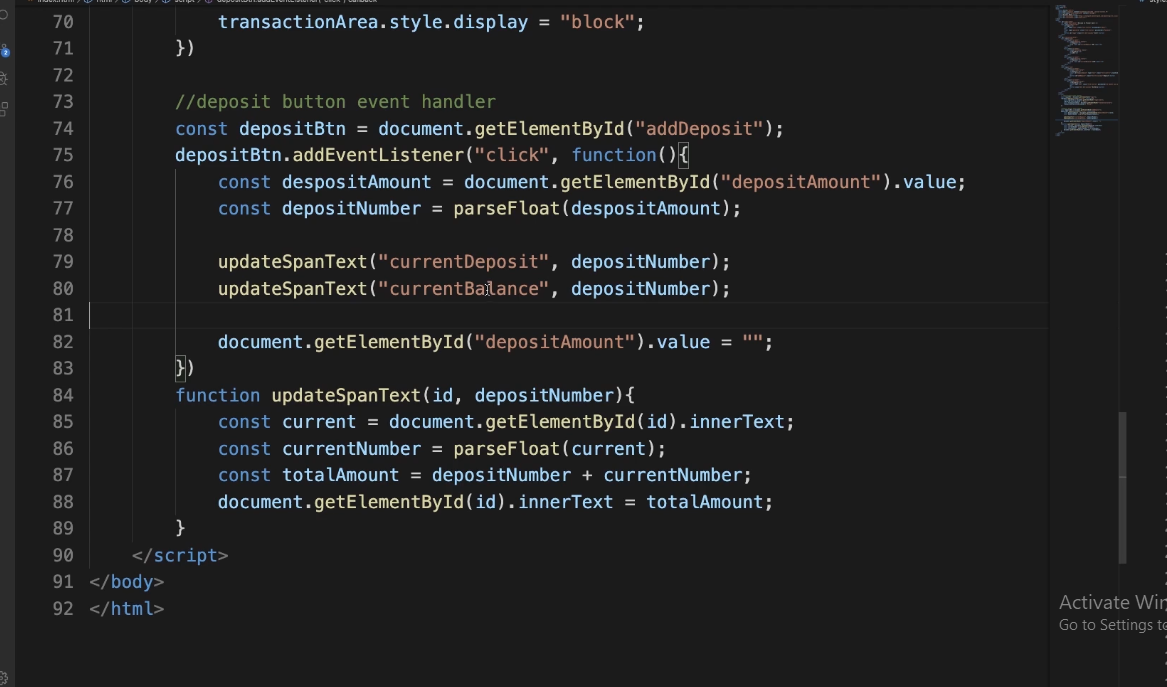 70 transactionArea.style.display = "block";
71 })
72
73 //deposit button event handler
74 const depositBtn = document.getElementById("addDeposit");
75 depositBtn.addEventListener("click", function(){
76 const despositAmount = document.getElementById("depositAmount").value;
77 const depositNumber = parseFloat(despositAmount);
78
79 updateSpanText("currentDeposit", depositNumber);
80 updateSpanText("currentBalance", depositNumber);
81
82 document.getElementById("depositAmount").value = "";
83 })
84 function updateSpanText(id, depositNumber){
85 const current = document.getElementById(id).innerText;
86 const currentNumber = parseFloat(current);
87 const totalAmount = depositNumber + currentNumber;
88 document.getElementById(id).innerText = totalAmount;
89 }
90 </script>
91 </body>
92 </html>
2
Activate Win
Go to Settings to